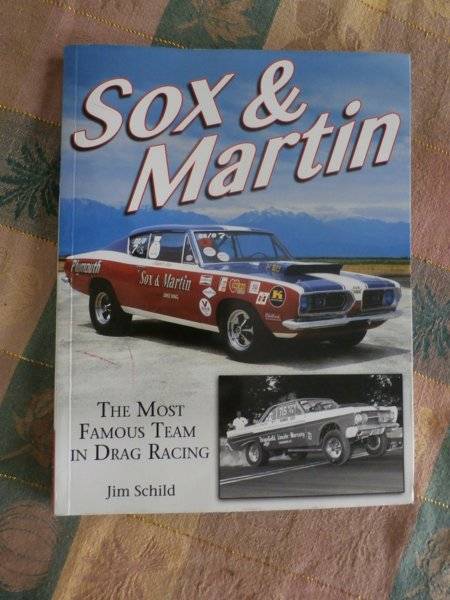 Sox &
Martin
Plymouth
Sox & Martin
The Most
Famous Team
in Drag Racing
Jim Schild